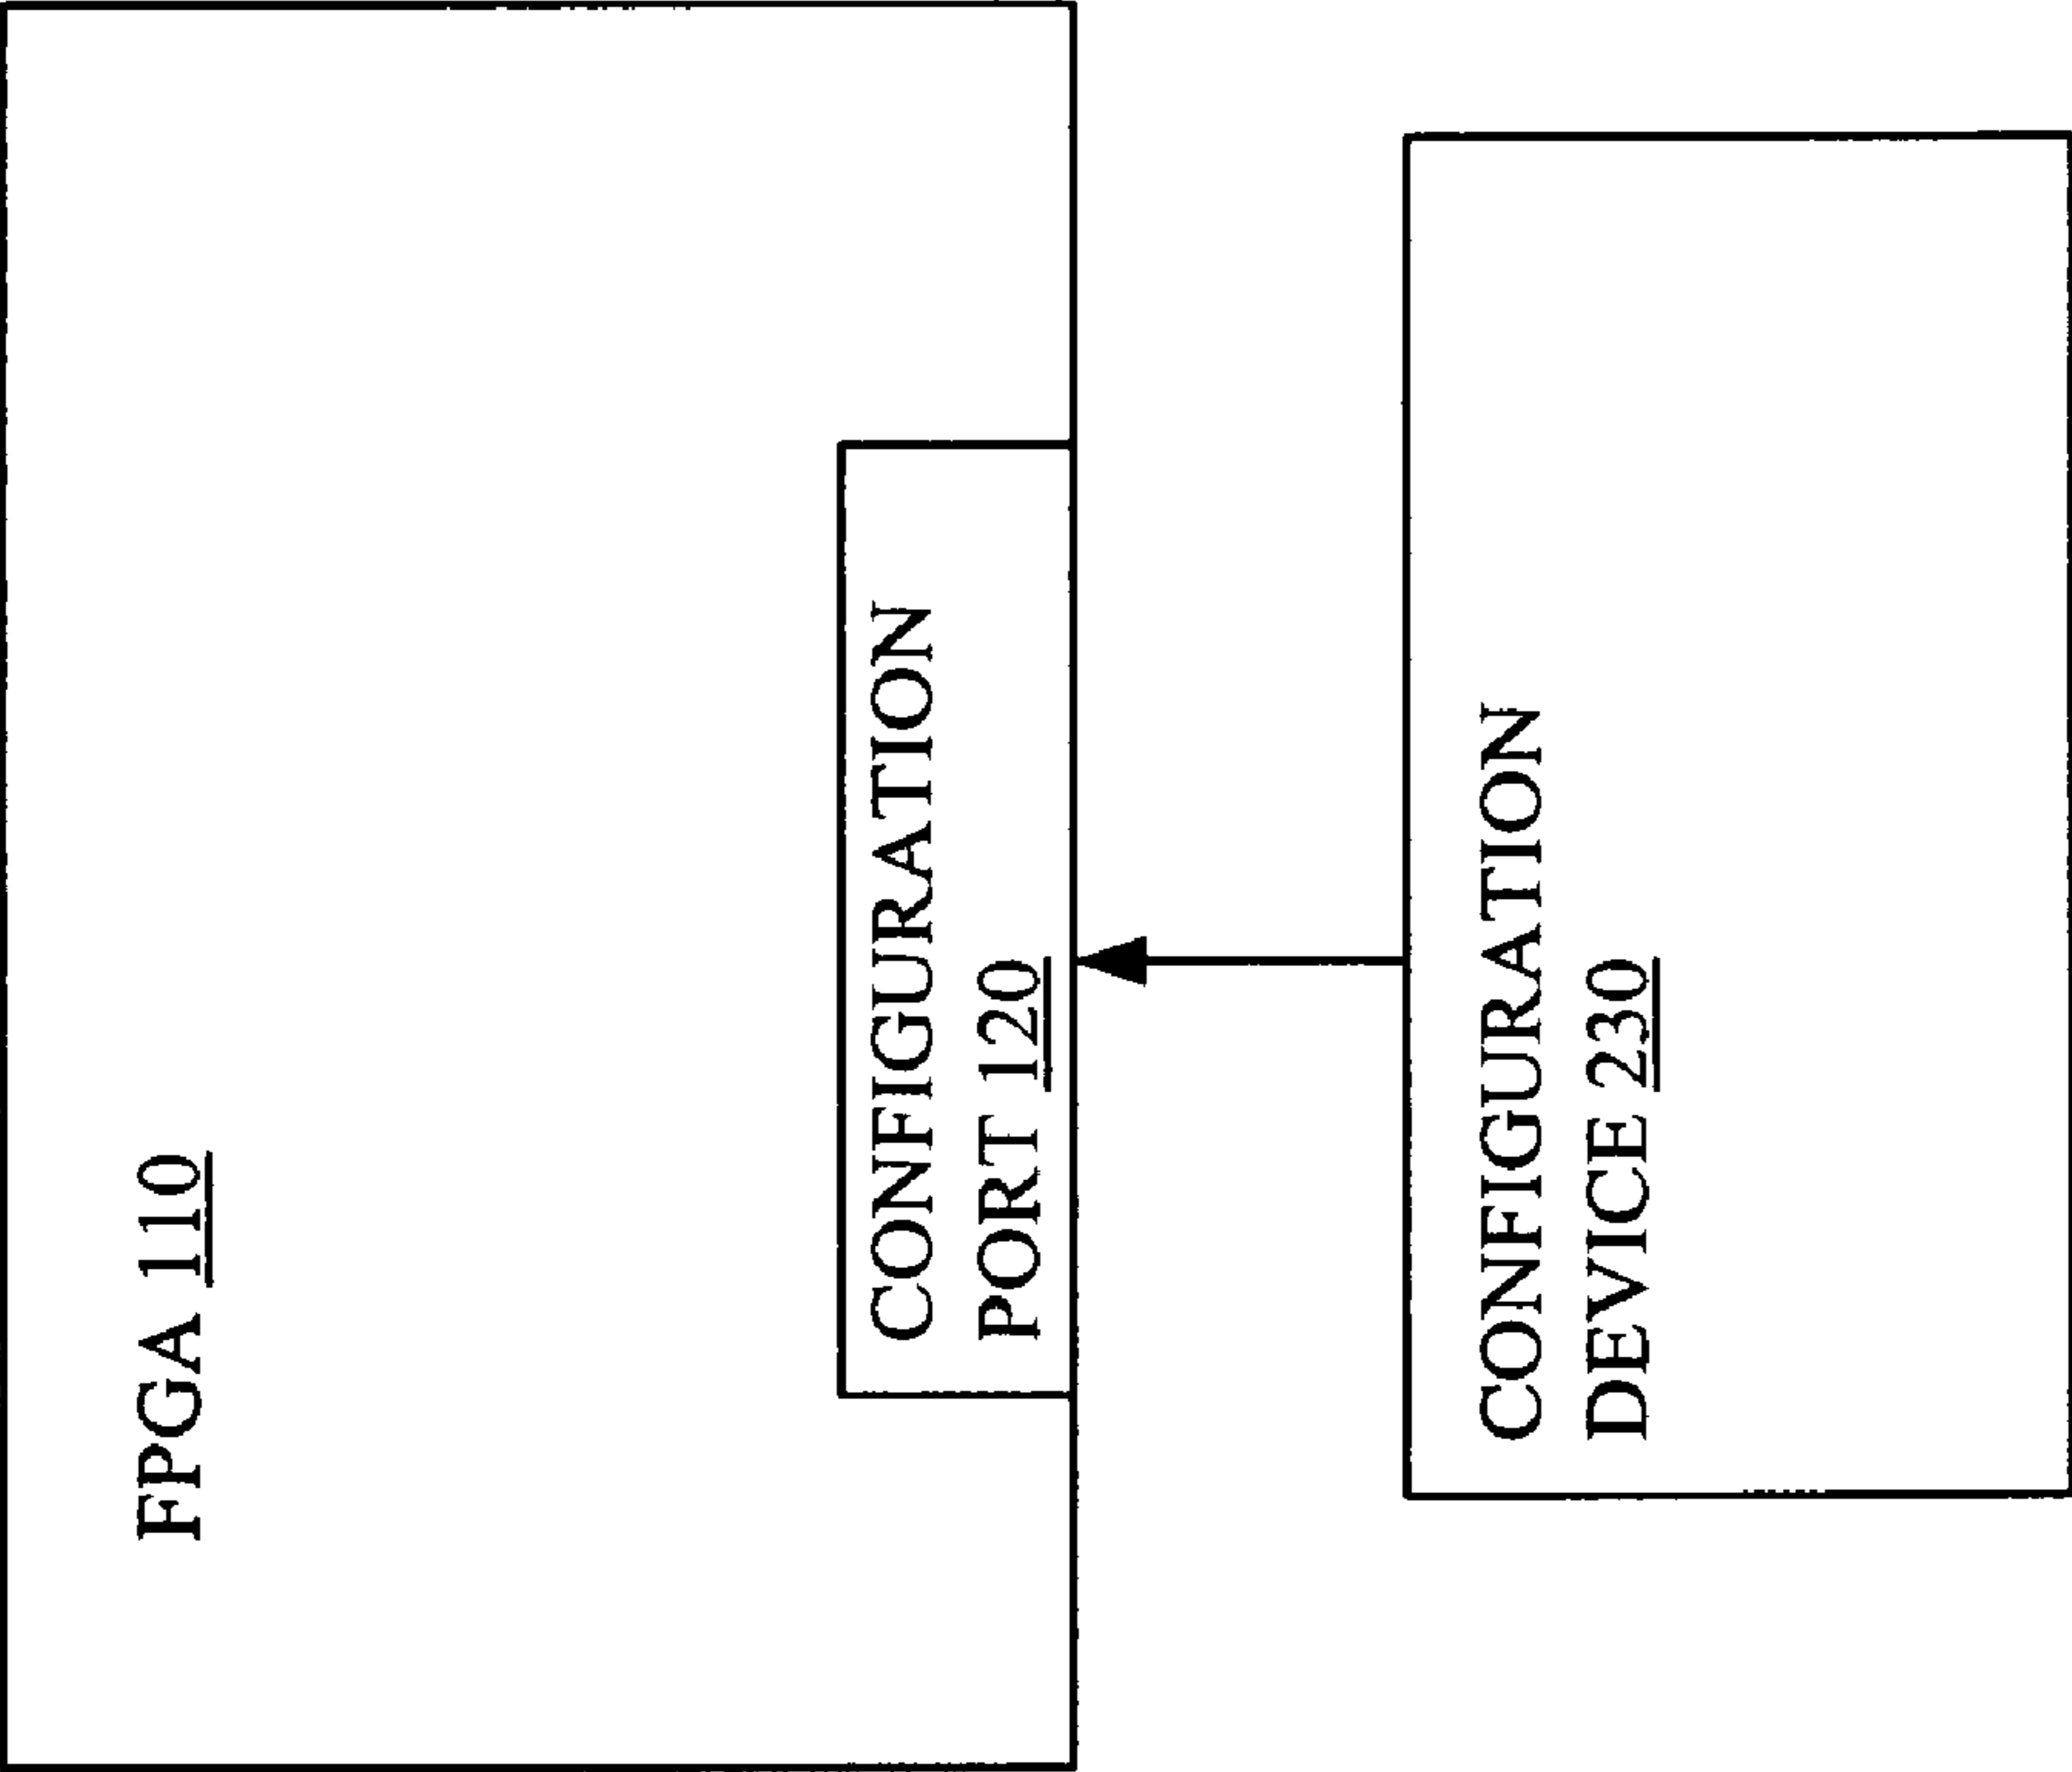 FPGA 110
CONFIGURATION
PORT 120
CONFIGURATION
DEVICE 230